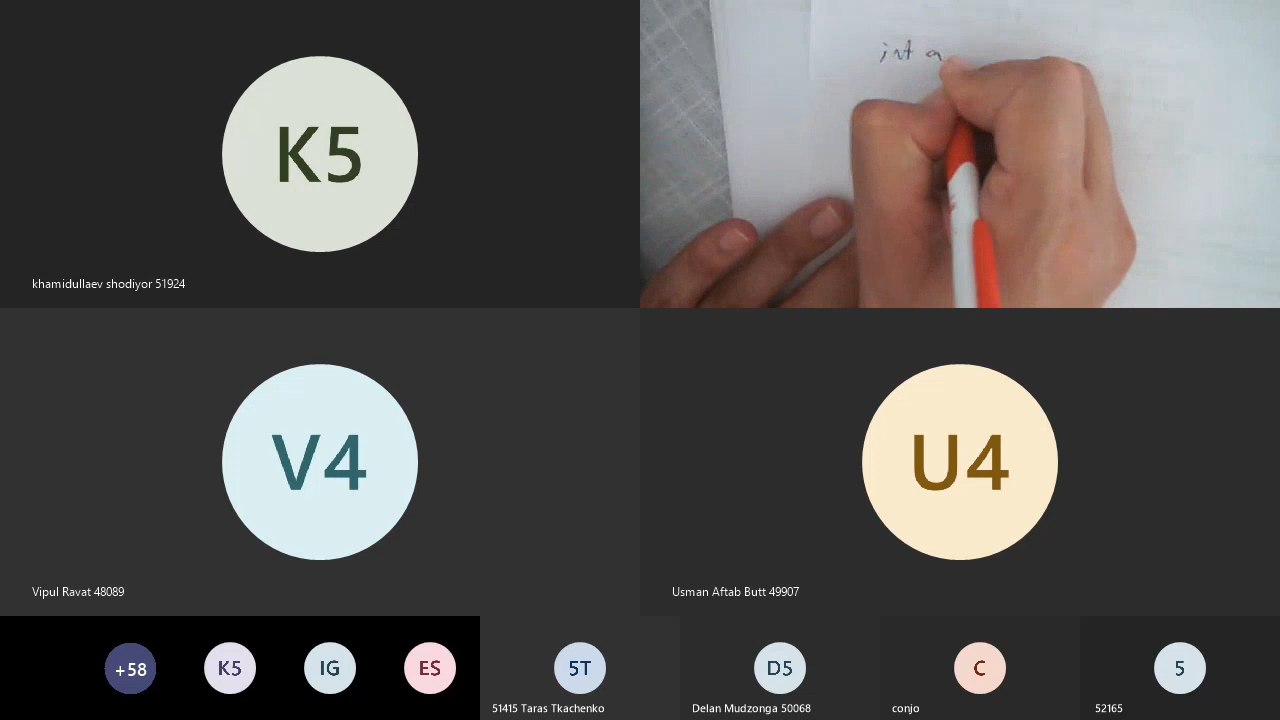 K5
khamidullaev shodiyor 51924
int a
V4
Vipul Ravat 48089
U4
Usman Aftab Butt 49907
+58
K5
IG
ES
5T
51415 Taras Tkachenko
D5
Delan Mudzonga 50068
C
conjo
5
52165